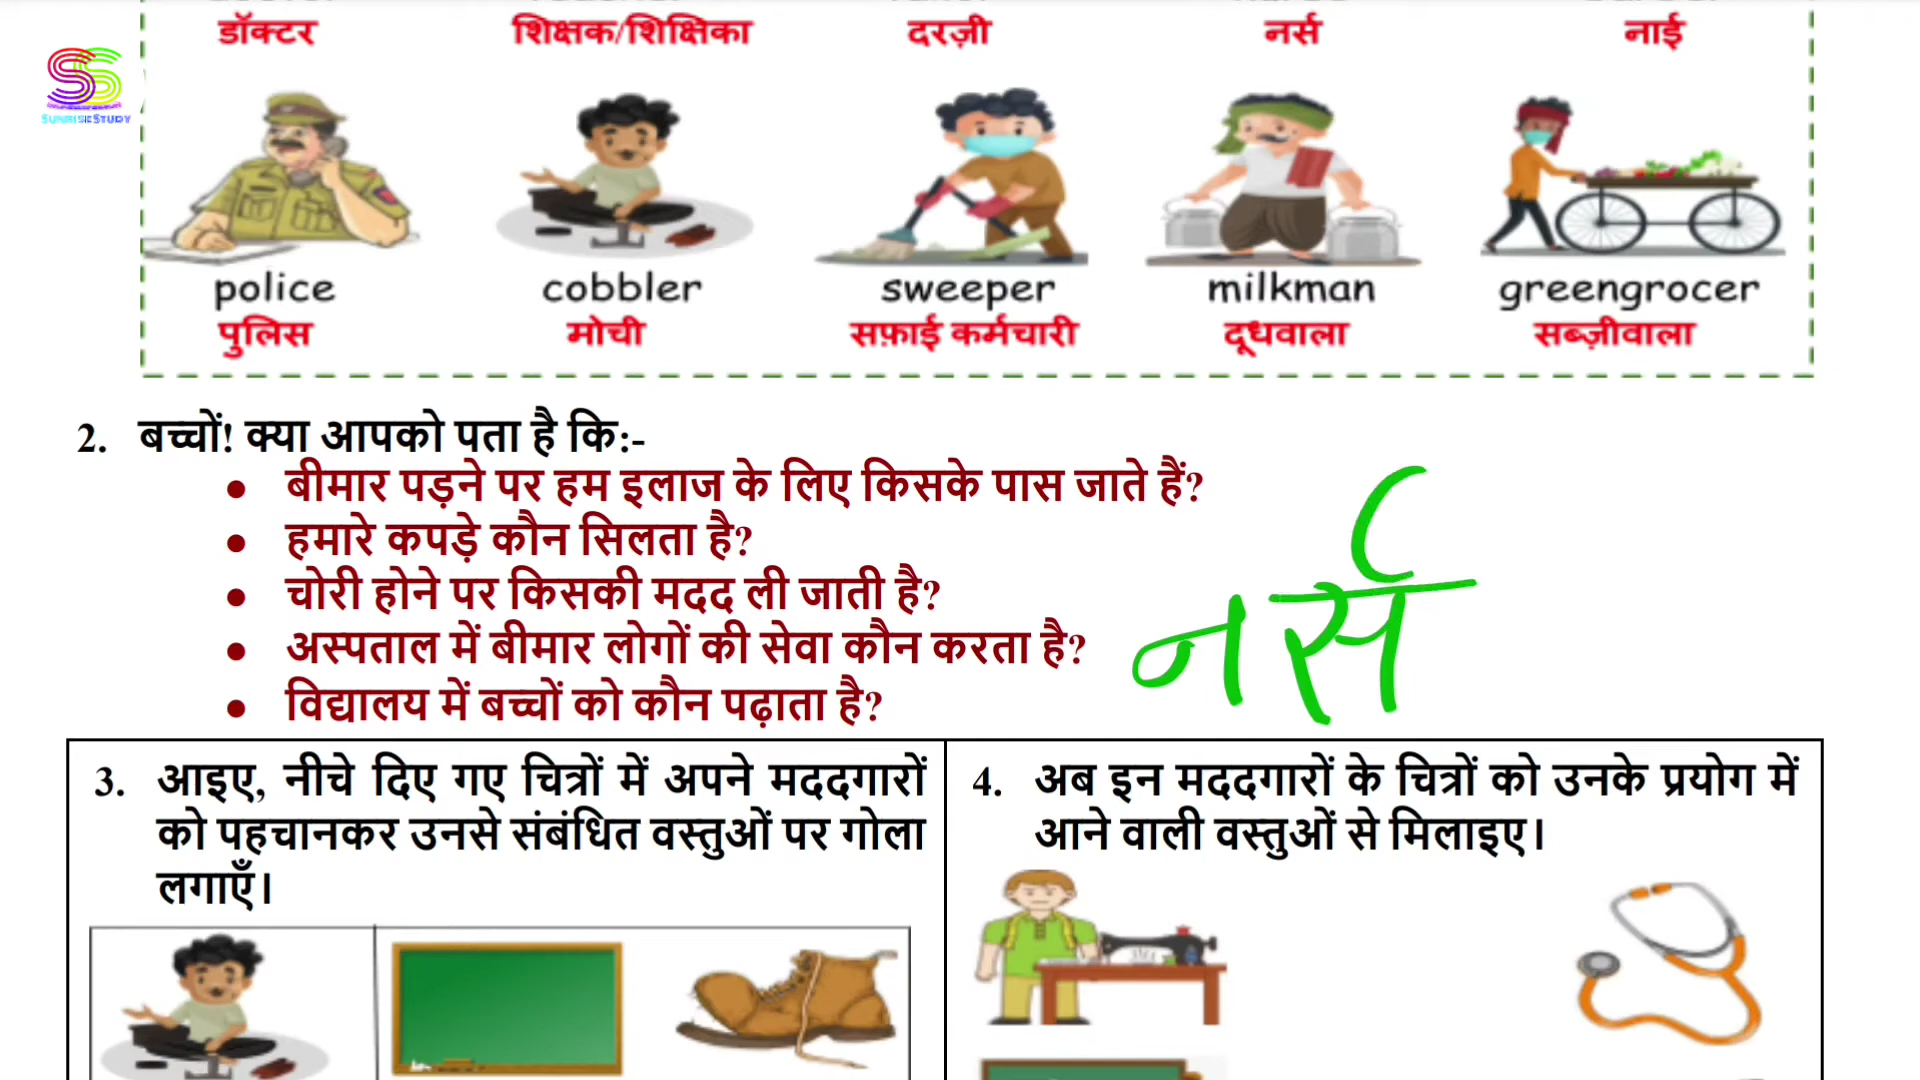 डॉक्टर शिक्षक/शिक्षिका दरज़ी नर्स नाई
SUNRISESTUDY
police cobbler sweeper milkman greengrocer
पुलिस मोची सफ़ाई कर्मचारी दूधवाला सब्ज़ीवाला
2. बच्चों! क्या आपको पता है कि:-
• बीमार पड़ने पर हम इलाज के लिए किसके पास जाते हैं?
• हमारे कपड़े कौन सिलता है?
• चोरी होने पर किसकी मदद ली जाती है?
• अस्पताल में बीमार लोगों की सेवा कौन करता है? नर्स
• विद्यालय में बच्चों को कौन पढ़ाता है?
3. आइए, नीचे दिए गए चित्रों में अपने मददगारों
को पहचानकर उनसे संबंधित वस्तुओं पर गोला
लगाएँ।
4. अब इन मददगारों के चित्रों को उनके प्रयोग में
आने वाली वस्तुओं से मिलाइए।